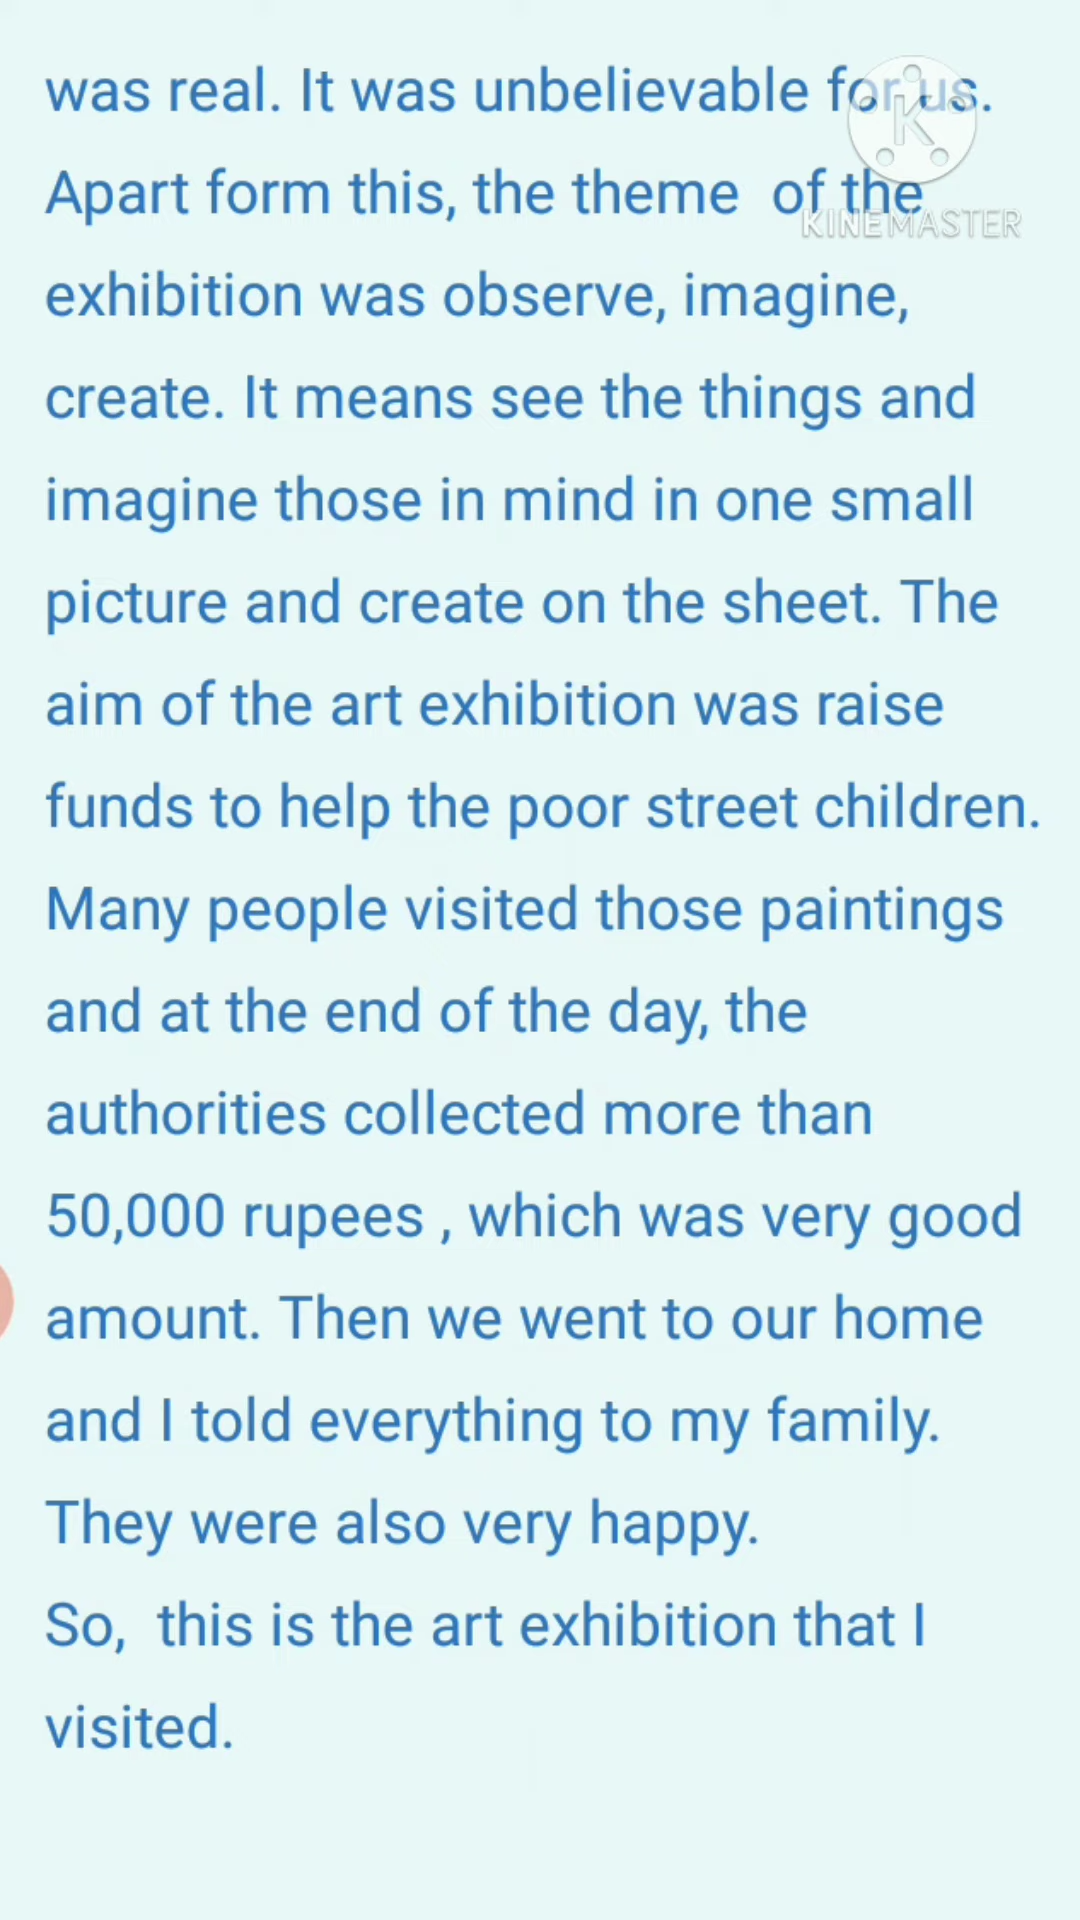 was real. It was unbelievable for us.
Apart form this, the theme  of the
KINEMASTER
exhibition was observe, imagine,
create. It means see the things and
imagine those in mind in one small
picture and create on the sheet. The
aim of the art exhibition was raise
funds to help the poor street children.
Many people visited those paintings
and at the end of the day, the
authorities collected more than
50,000 rupees , which was very good
amount. Then we went to our home
and I told everything to my family.
They were also very happy.
So,  this is the art exhibition that I
visited.